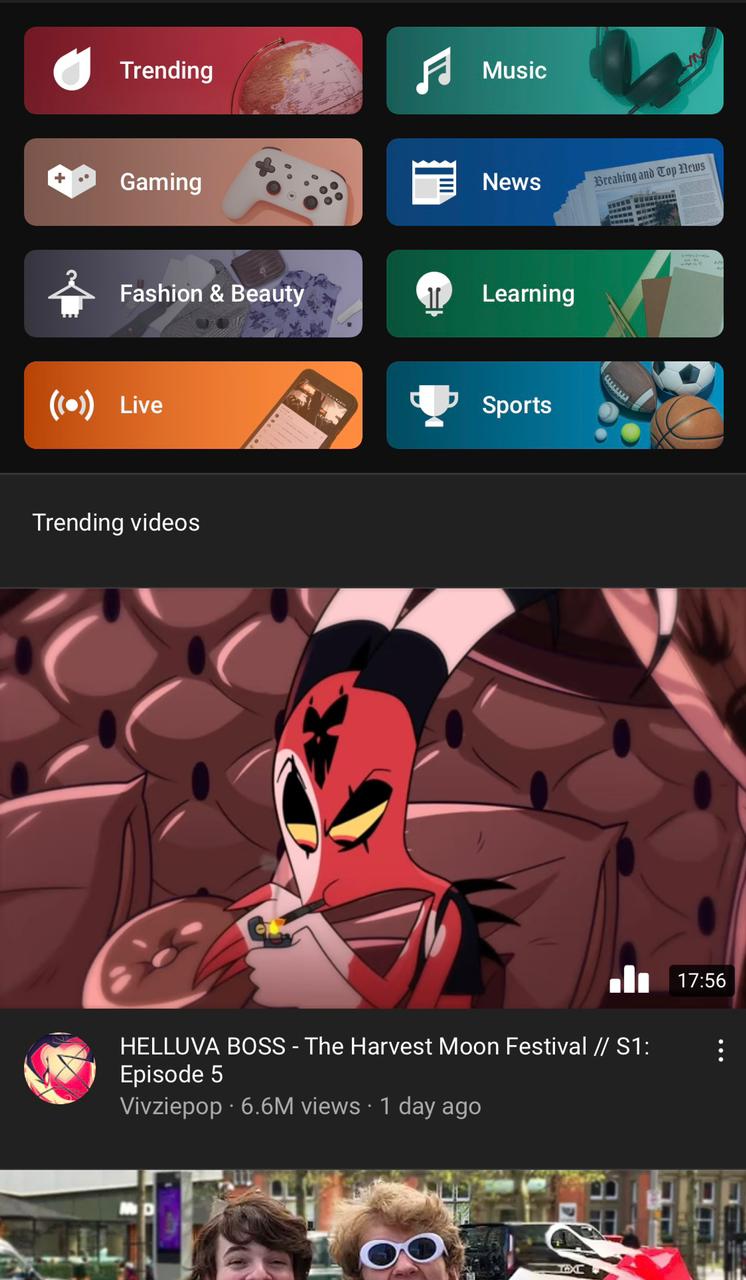 Trending
Music
Gaming
News
Breaking and Top News
Fashion & Beauty
Learning
Live
Sports
Trending videos
17:56
HELLUVA BOSS - The Harvest Moon Festival // S1:
Episode 5
Vivziepop · 6.6M views · 1 day ago
TAXI